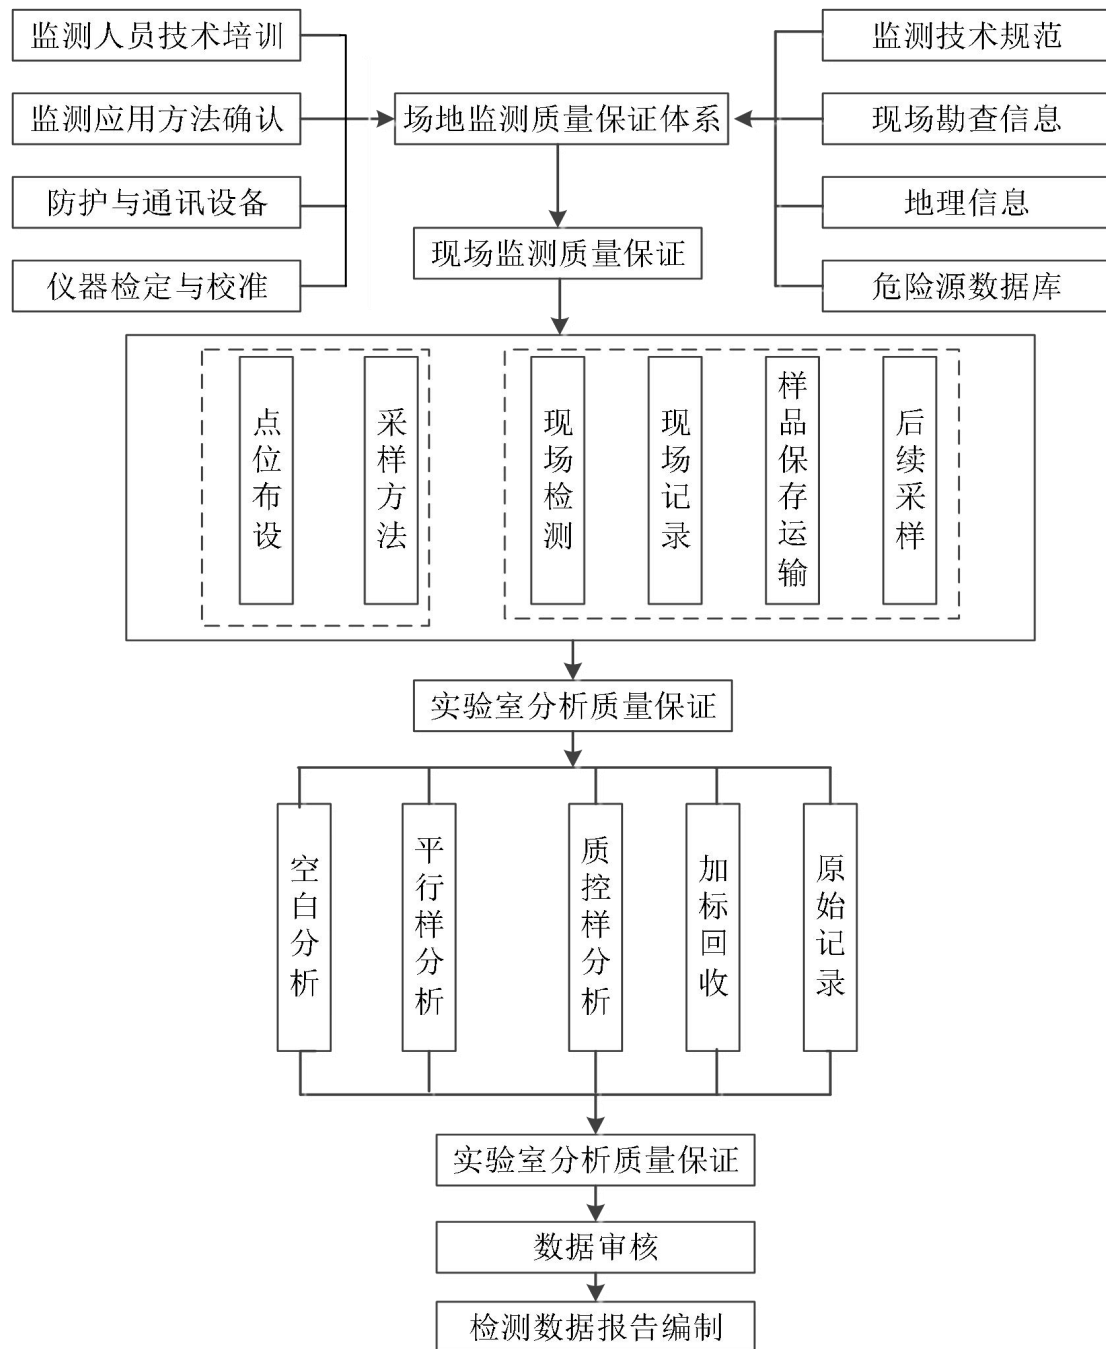 监测人员技术培训
监测应用方法确认
防护与通讯设备
仪器检定与校准
场地监测质量保证体系
监测技术规范
现场勘查信息
地理信息
危险源数据库
现场监测质量保证
点位布设
采样方法
现场检测
现场记录
样品保存运输
后续采样
实验室分析质量保证
空白分析
平行样分析
质控样分析
加标回收
原始记录
实验室分析质量保证
数据审核
检测数据报告编制